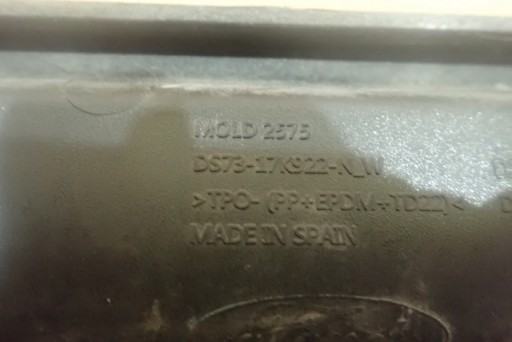 MOLD 2575
DS73-17K922-N_W
>TPO- (PP+EPDM+TD22)<
MADE IN SPAIN